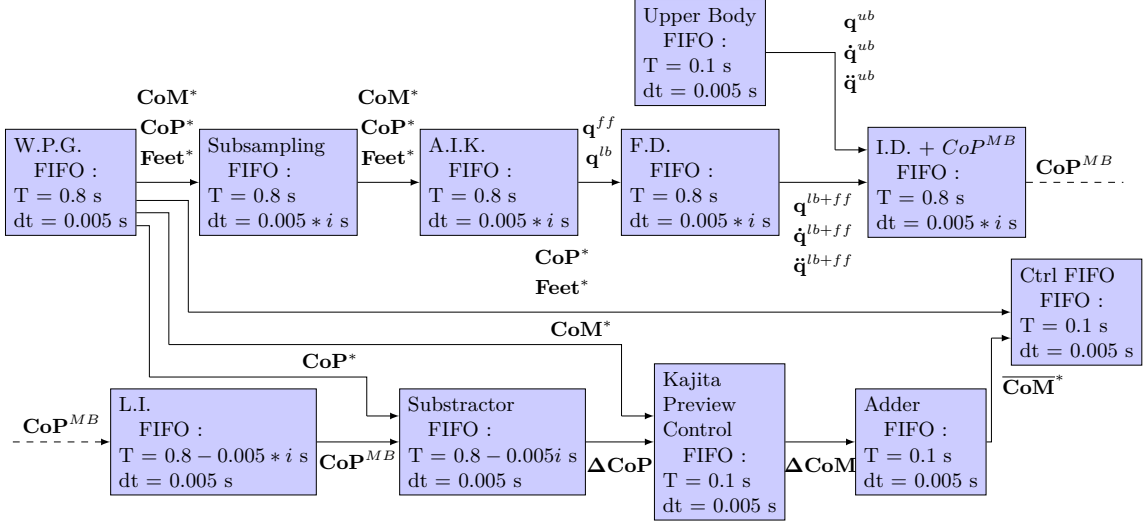 Upper Body
FIFO :
T = 0.1 s
dt = 0.005 s
q^{ub}
q̇^{ub}
q̈^{ub}
CoM*
CoP*
Feet*
CoM*
CoP*
Feet*
q^{ff}
q^{lb}
W.P.G.
FIFO :
T = 0.8 s
dt = 0.005 s
Subsampling
FIFO :
T = 0.8 s
dt = 0.005 * i s
A.I.K.
FIFO :
T = 0.8 s
dt = 0.005 * i s
F.D.
FIFO :
T = 0.8 s
dt = 0.005 * i s
I.D. + CoP^{MB}
FIFO :
T = 0.8 s
dt = 0.005 * i s
CoP^{MB}
q^{lb+ff}
q̇^{lb+ff}
q̈^{lb+ff}
CoP*
Feet*
Ctrl FIFO
FIFO :
T = 0.1 s
dt = 0.005 s
CoM*
CoP*
C̅o̅M̅*
CoP^{MB}
L.I.
FIFO :
T = 0.8 − 0.005 * i s
dt = 0.005 s
CoP^{MB}
Substractor
FIFO :
T = 0.8 − 0.005i s
dt = 0.005 s
ΔCoP
Kajita
Preview
Control
FIFO :
T = 0.1 s
dt = 0.005 s
ΔCoM
Adder
FIFO :
T = 0.1 s
dt = 0.005 s